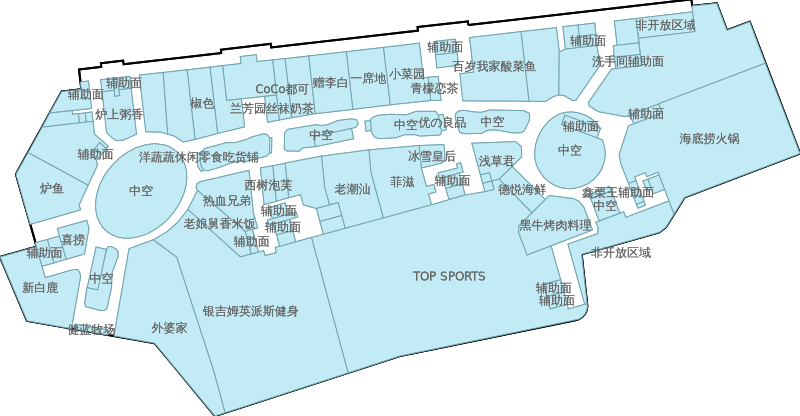 非开放区域
辅助面
辅助面
洗手间辅助面
百岁我家酸菜鱼
小菜园
一席地
赠李白
CoCo都可
青檬恋茶
辅助面
辅助面
椒色
兰芳园丝袜奶茶
炉上粥香
辅助面
中空
优の良品
中空
辅助面
中空
海底捞火锅
辅助面
洋蔬蔬休闲零食吃货铺
冰雪皇后
浅草君
中空
炉鱼
中空
西树泡芙
老潮汕
菲滋
辅助面
德悦海鲜
鑫栗王辅助面
中空
热血兄弟
辅助面
老娘舅香米饭
辅助面
辅助面
黑牛烤肉料理
喜捞
辅助面
非开放区域
中空
TOP SPORTS
新白鹿
辅助面
辅助面
银吉姆英派斯健身
健蓝牧场
外婆家